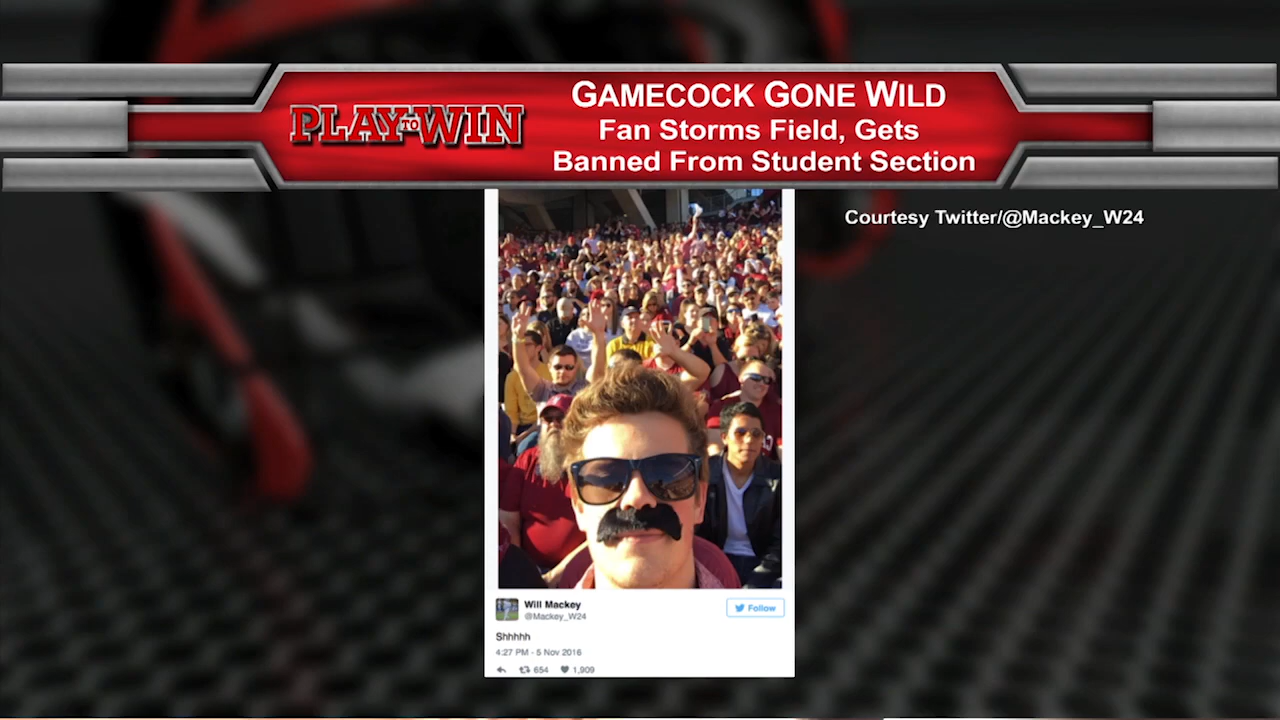 PLAY TO WIN
GAMECOCK GONE WILD
Fan Storms Field, Gets
Banned From Student Section
Courtesy Twitter/@Mackey_W24
Will Mackey
@Mackey_W24
Follow
Shhhhh
4:27 PM - 5 Nov 2016
654 1,909